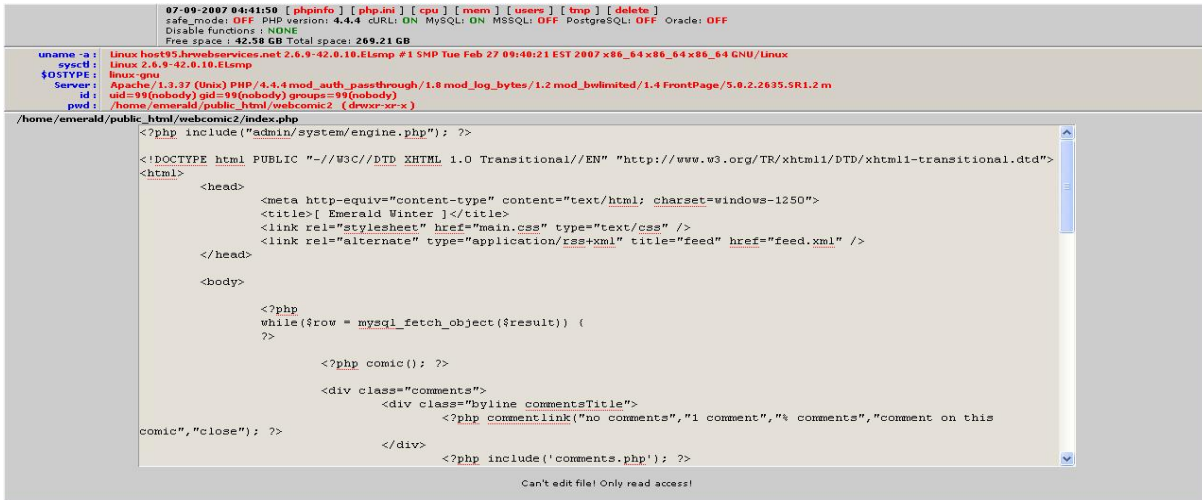 07-09-2007 04:41:50 [ phpinfo ] [ php.ini ] [ cpu ] [ mem ] [ users ] [ tmp ] [ delete ]
safe_mode: OFF PHP version: 4.4.4 cURL: ON MySQL: ON MSSQL: OFF PostgreSQL: OFF Oracle: OFF
Disable functions : NONE
Free space : 42.58 GB Total space: 269.21 GB
uname -a : Linux host95.hrwebservices.net 2.6.9-42.0.10.ELsmp #1 SMP Tue Feb 27 09:40:21 EST 2007 x86_64 x86_64 x86_64 GNU/Linux
sysctl : Linux 2.6.9-42.0.10.ELsmp
$OSTYPE : linux-gnu
Server : Apache/1.3.37 (Unix) PHP/4.4.4 mod_auth_passthrough/1.8 mod_log_bytes/1.2 mod_bwlimited/1.4 FrontPage/5.0.2.2635.SR1.2 m
id : uid=99(nobody) gid=99(nobody) groups=99(nobody)
pwd : /home/emerald/public_html/webcomic2 ( drwxr-xr-x )
/home/emerald/public_html/webcomic2/index.php
<?php include("admin/system/engine.php"); ?>
<!DOCTYPE html PUBLIC "-//W3C//DTD XHTML 1.0 Transitional//EN" "http://www.w3.org/TR/xhtml1/DTD/xhtml1-transitional.dtd">
<html>
<head>
<meta http-equiv="content-type" content="text/html; charset=windows-1250">
<title>[ Emerald Winter ]</title>
<link rel="stylesheet" href="main.css" type="text/css" />
<link rel="alternate" type="application/rss+xml" title="feed" href="feed.xml" />
</head>
<body>
<?php
while($row = mysql_fetch_object($result)) {
?>
<?php comic(); ?>
<div class="comments">
<div class="byline commentsTitle">
<?php commentlink("no comments","1 comment","% comments","comment on this
comic","close"); ?>
</div>
<?php include('comments.php'); ?>
Can't edit file! Only read access!